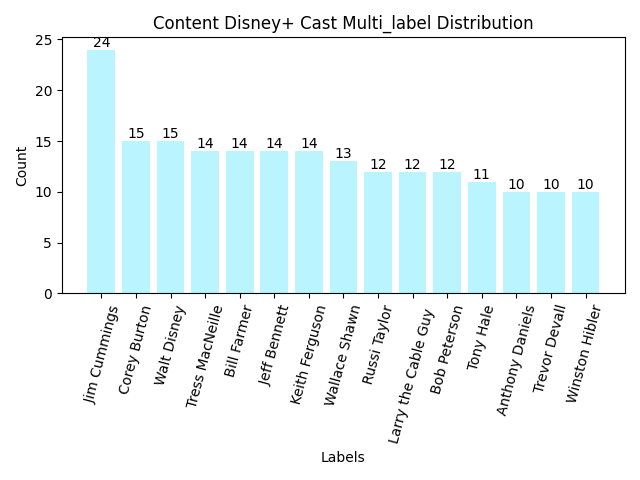 Content Disney+ Cast Multi_label Distribution
Count
25
20
15
10
5
0
24
15
15
14
14
14
14
13
12
12
12
11
10
10
10
Jim Cummings
Corey Burton
Walt Disney
Tress MacNeille
Bill Farmer
Jeff Bennett
Keith Ferguson
Wallace Shawn
Russi Taylor
Larry the Cable Guy
Bob Peterson
Tony Hale
Anthony Daniels
Trevor Devall
Winston Hibler
Labels